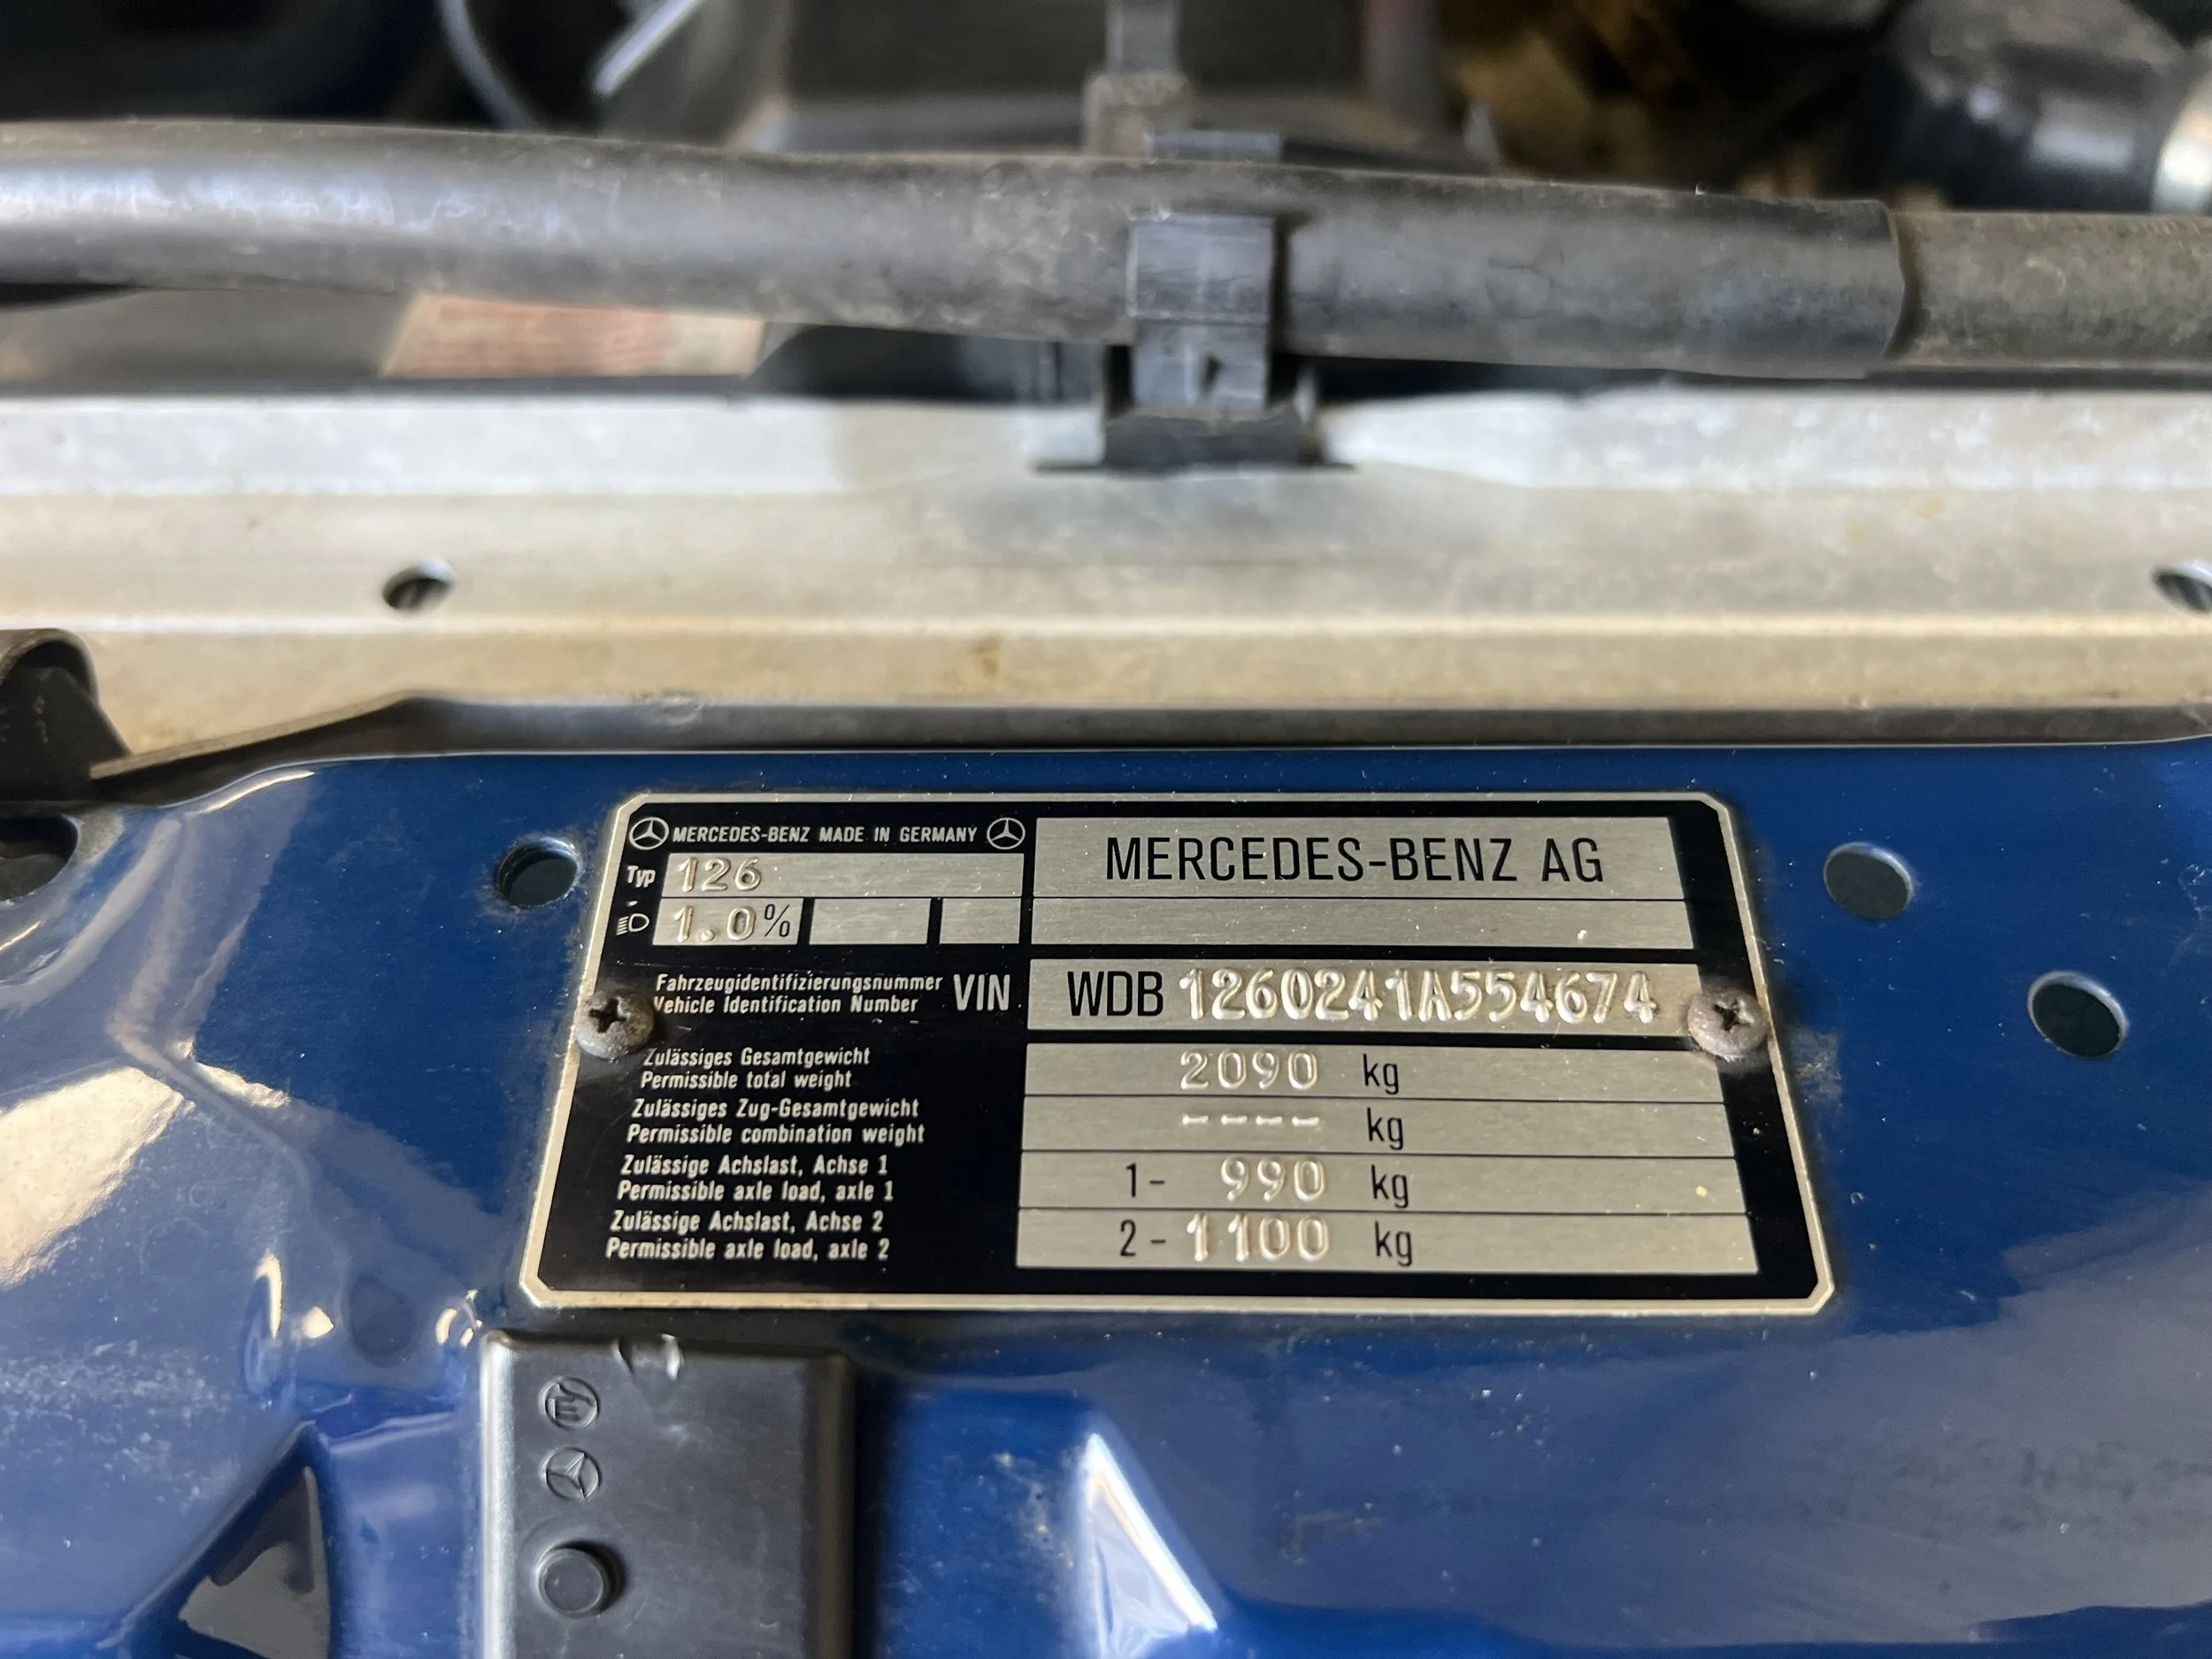 MERCEDES-BENZ MADE IN GERMANY
MERCEDES-BENZ AG
Typ 126
1.0%
Fahrzeugidentifizierungsnummer
Vehicle Identification Number
VIN WDB 1260241A554674
Zulässiges Gesamtgewicht
Permissible total weight
2090 kg
Zulässiges Zug-Gesamtgewicht
Permissible combination weight
---- kg
Zulässige Achslast, Achse 1
Permissible axle load, axle 1
1- 990 kg
Zulässige Achslast, Achse 2
Permissible axle load, axle 2
2- 1100 kg